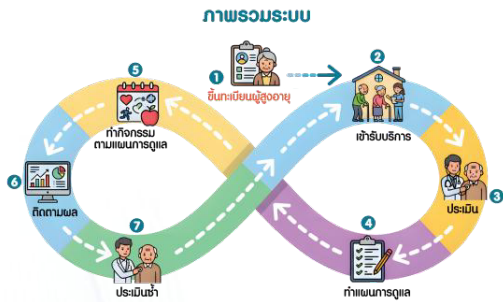 ภาพรวมระบบ
1
ขึ้นทะเบียนผู้สูงอายุ
2
เข้ารับบริการ
3
ประเมิน
4
ทำแผนการดูแล
5
ทำกิจกรรม
ตามแผนการดูแล
6
ติดตามผล
7
ประเมินซ้ำ